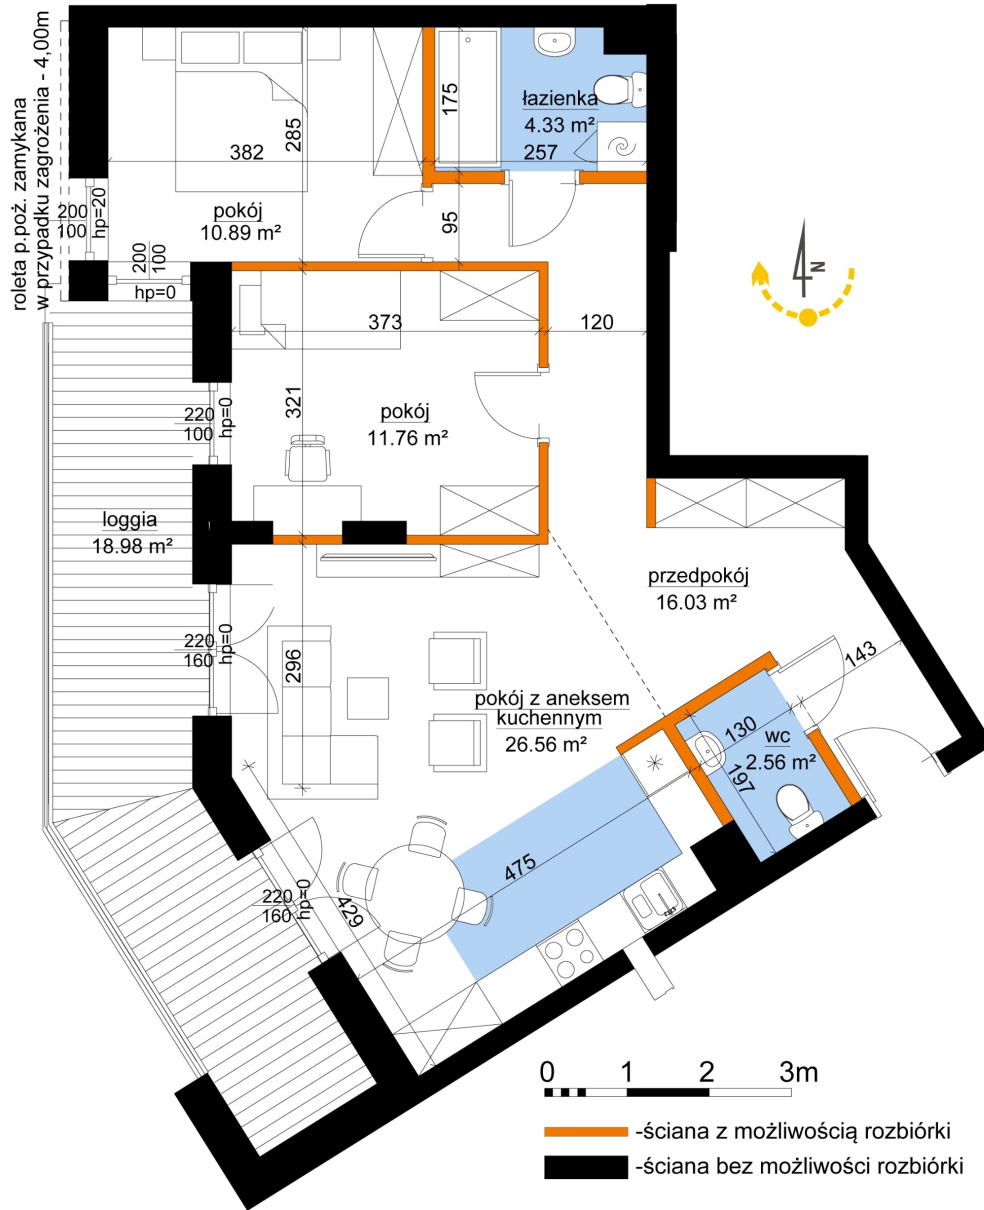 roleta p.poż. zamykana
w przypadku zagrożenia - 4,00m
175
łazienka
4.33 m²
285
382
257
200
100
hp=20
pokój
10.89 m²
95
200
100
hp=0
N
373
120
321
pokój
11.76 m²
220
100
hp=0
loggia
18.98 m²
przedpokój
16.03 m²
220
160
hp=0
296
143
pokój z aneksem
kuchennym
26.56 m²
130
wc
2.56 m²
197
475
220
160
hp=0
429
0 1 2 3m
-ściana z możliwością rozbiórki
-ściana bez możliwości rozbiórki